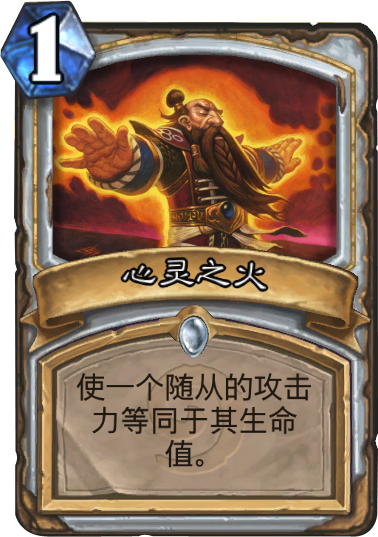 1
心灵之火
使一个随从的攻击
力等同于其生命
值。